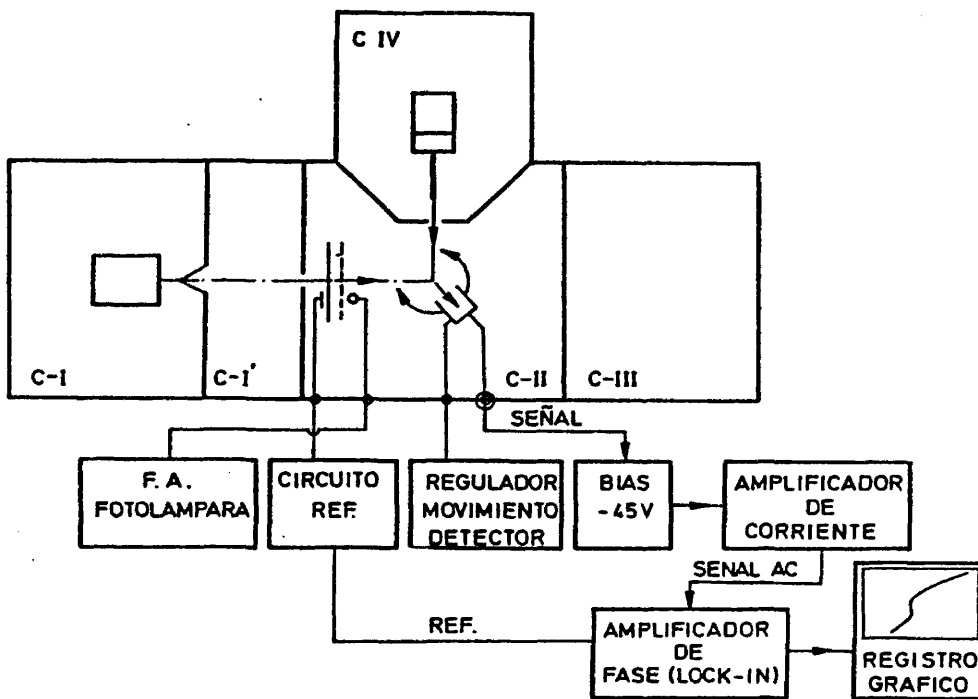 C IV
C-I
C-I'
C-II
C-III
SEÑAL
F. A.
FOTOLAMPARA
CIRCUITO
REF.
REGULADOR
MOVIMIENTO
DETECTOR
BIAS
-45V
AMPLIFICADOR
DE
CORRIENTE
SENAL AC
REF.
AMPLIFICADOR
DE
FASE (LOCK-IN)
REGISTRO
GRAFICO